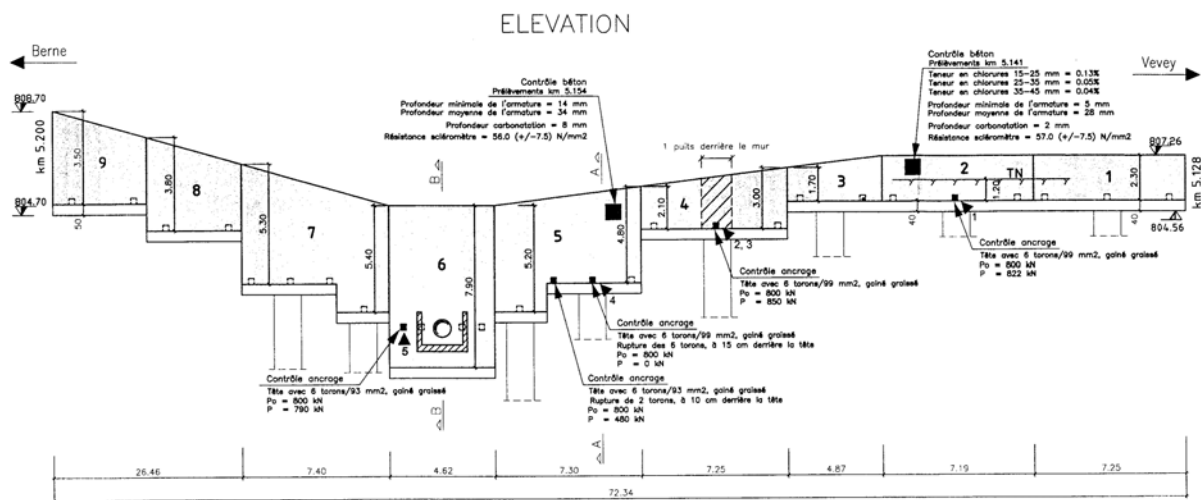 ELEVATION
Berne
Vevey
808.70
km 5.200
804.70
50
3.50
9
8
3.80
7
5.30
5.40
6
7.90
5.20
5
4.80
4
2.10
3.00
3
1.70
2
TN
1.20
1
2.30
40
40
807.26
km 5.128
804.56
B
B
A
A
Contrôle béton
Prélèvements km 5.154
Profondeur minimale de l'armature = 14 mm
Profondeur moyenne de l'armature = 34 mm
Profondeur carbonatation = 8 mm
Résistance scléromètre = 56.0 (+/-7.5) N/mm2
1 puits derrière le mur
Contrôle béton
Prélèvements km 5.141
Teneur en chlorures 15-25 mm = 0.13%
Teneur en chlorures 25-35 mm = 0.05%
Teneur en chlorures 35-45 mm = 0.04%
Profondeur minimale de l'armature = 5 mm
Profondeur moyenne de l'armature = 28 mm
Profondeur carbonatation = 2 mm
Résistance scléromètre = 57.0 (+/-7.5) N/mm2
1
Contrôle ancrage
Tête avec 6 torons/99 mm2, gainé graissé
Po = 800 kN
P = 822 kN
2, 3
Contrôle ancrage
Tête avec 6 torons/99 mm2, gainé graissé
Po = 800 kN
P = 850 kN
4
Contrôle ancrage
Tête avec 6 torons/99 mm2, gainé graissé
Rupture des 6 torons, à 15 cm derrière la tête
Po = 800 kN
P = 0 kN
Contrôle ancrage
Tête avec 6 torons/93 mm2, gainé graissé
Rupture de 2 torons, à 10 cm derrière la tête
Po = 800 kN
P = 480 kN
5
Contrôle ancrage
Tête avec 6 torons/93 mm2, gainé graissé
Po = 800 kN
P = 790 kN
26.46
7.40
4.62
7.30
7.25
4.87
7.19
7.25
72.34